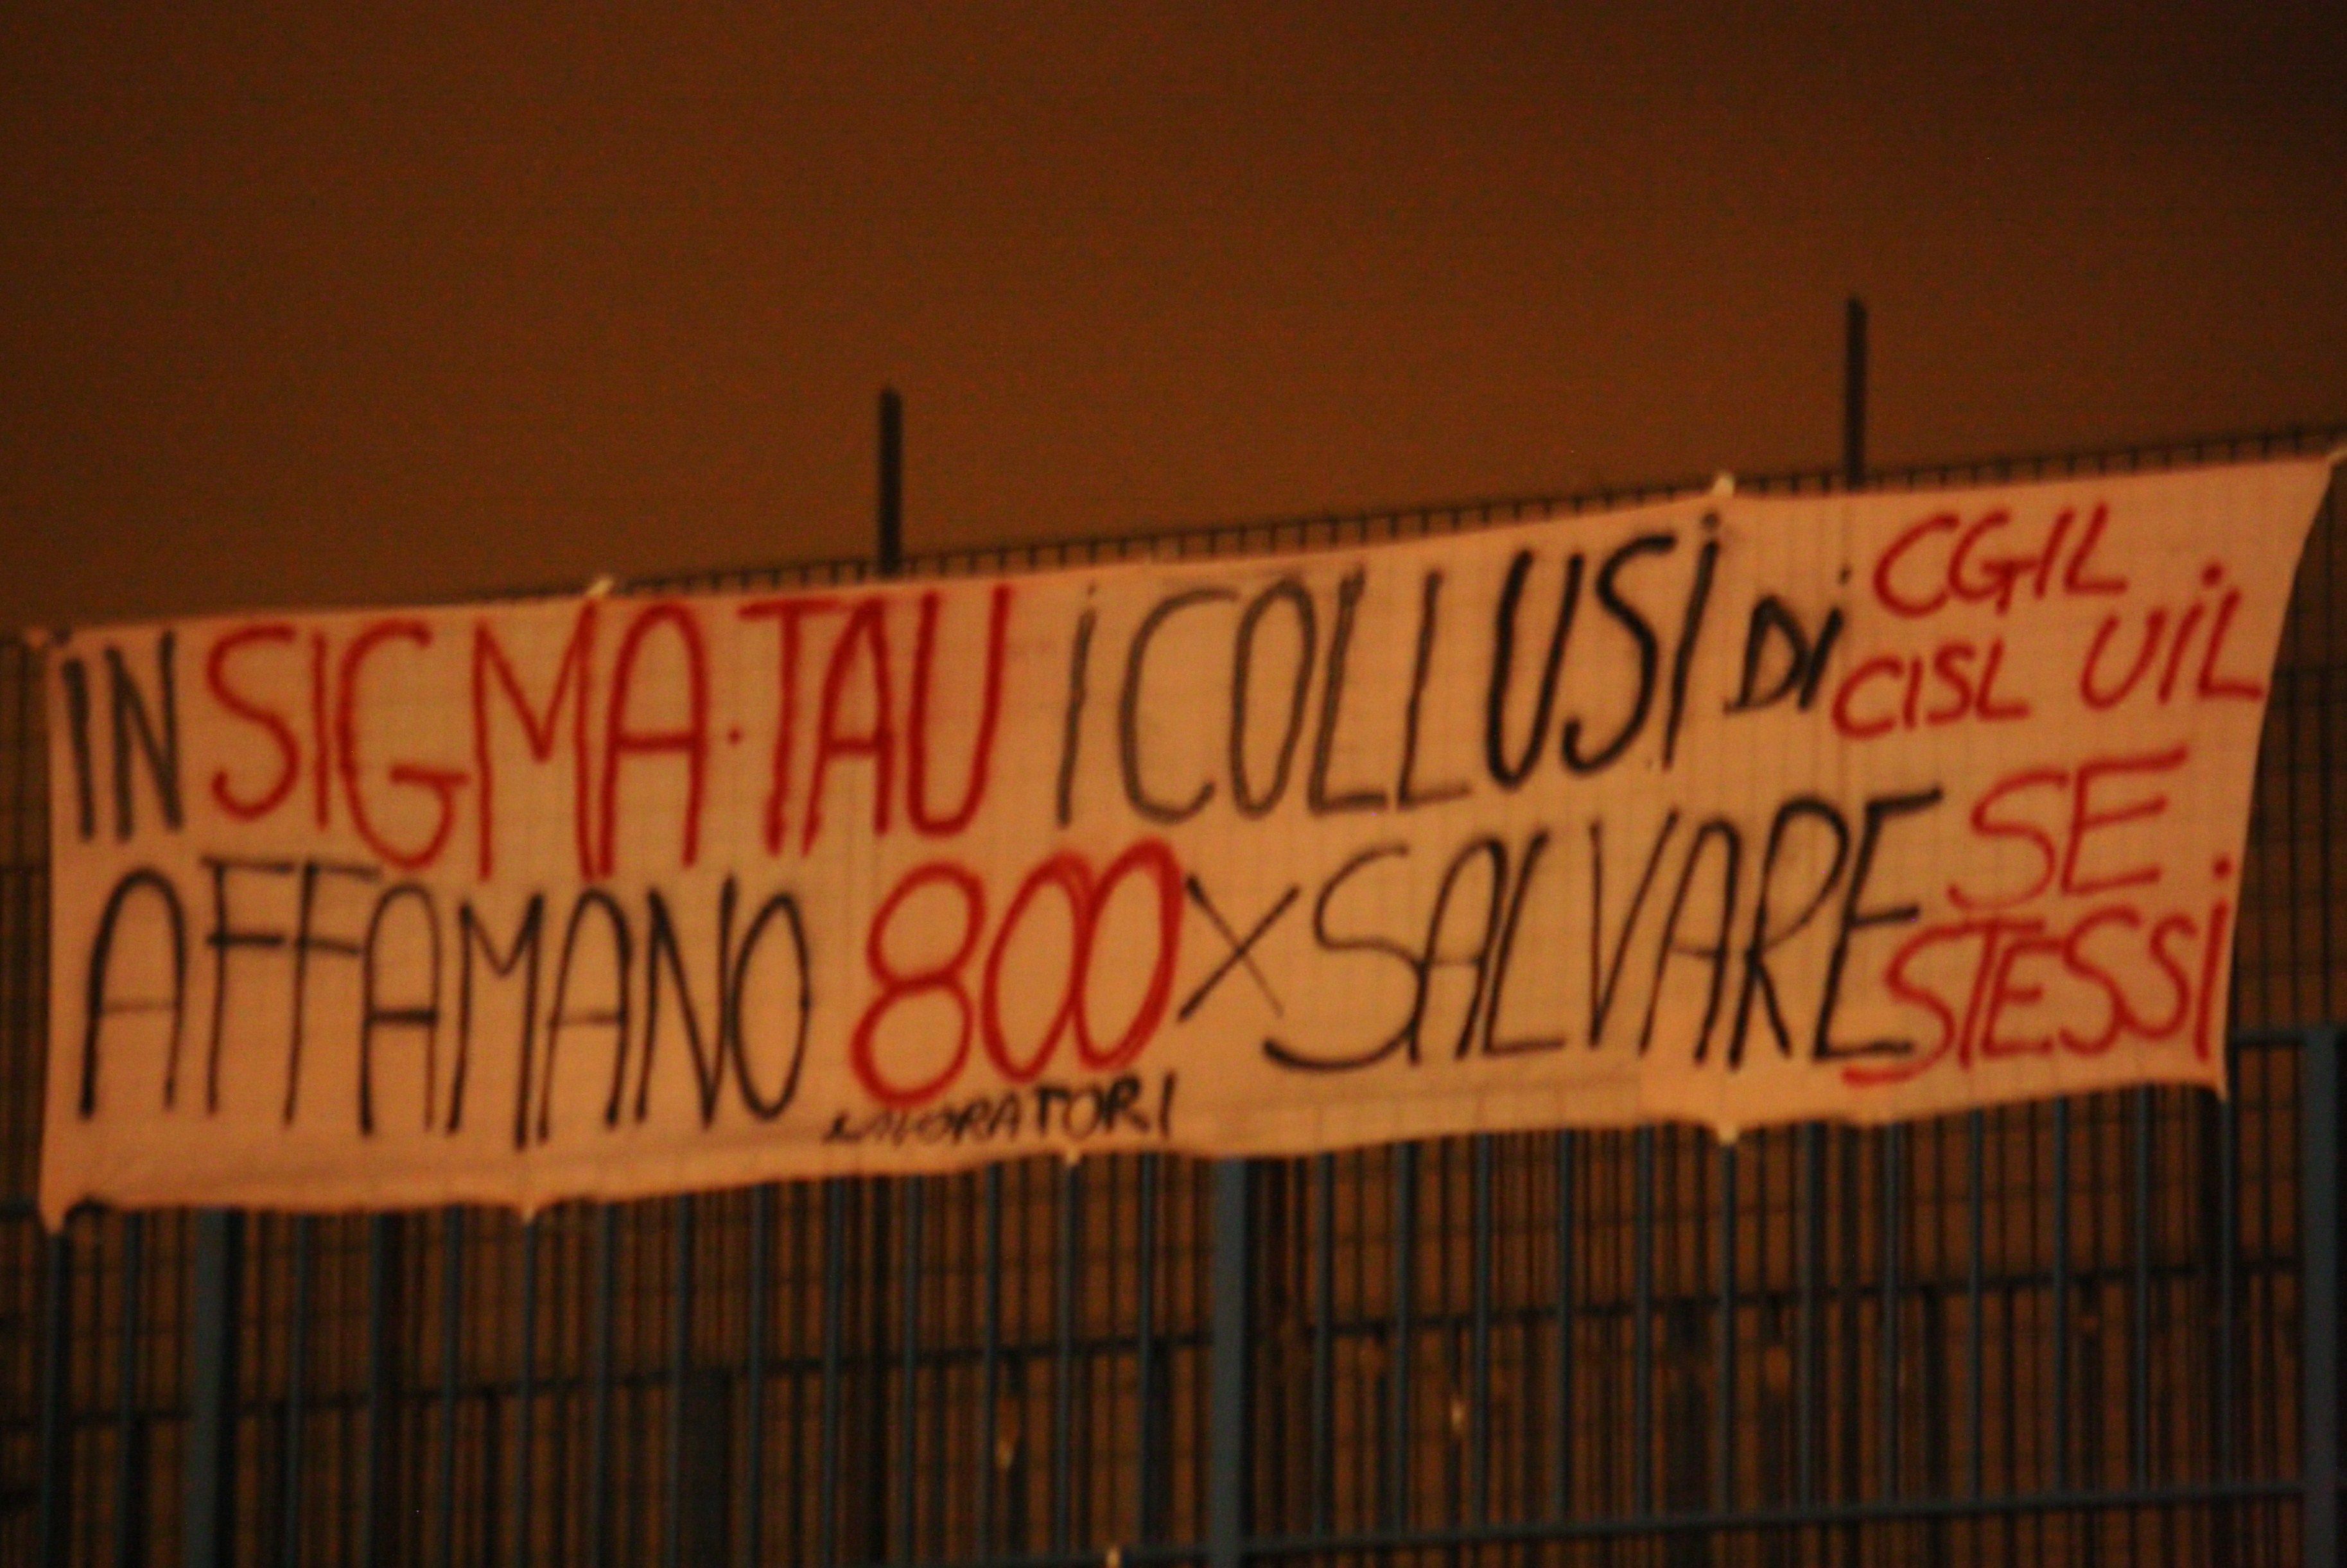 iN SIGMA·TAU i COLLUSi Di CGIL
CISL UiL
AFFAMANO 800 X SALVARE SE
STESSi
LAVORATORI